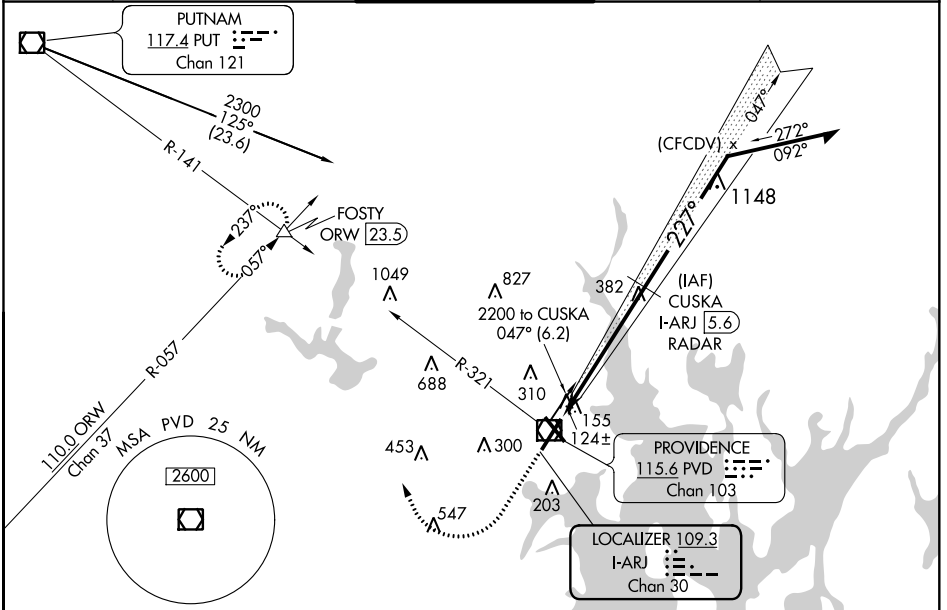 PUTNAM
117.4 PUT
Chan 121
2300
125°
(23.6)
R-141
047°
272°
092°
(CFCDV) x
1148
227°
237°
057°
FOSTY
ORW 23.5
1049
827
382
(IAF)
CUSKA
I-ARJ 5.6
RADAR
2200 to CUSKA
047° (6.2)
R-321
688
310
R-057
110.0 ORW
Chan 37
155
124±
453
300
MSA PVD 25 NM
2600
PROVIDENCE
115.6 PVD
Chan 103
203
547
LOCALIZER 109.3
I-ARJ
Chan 30